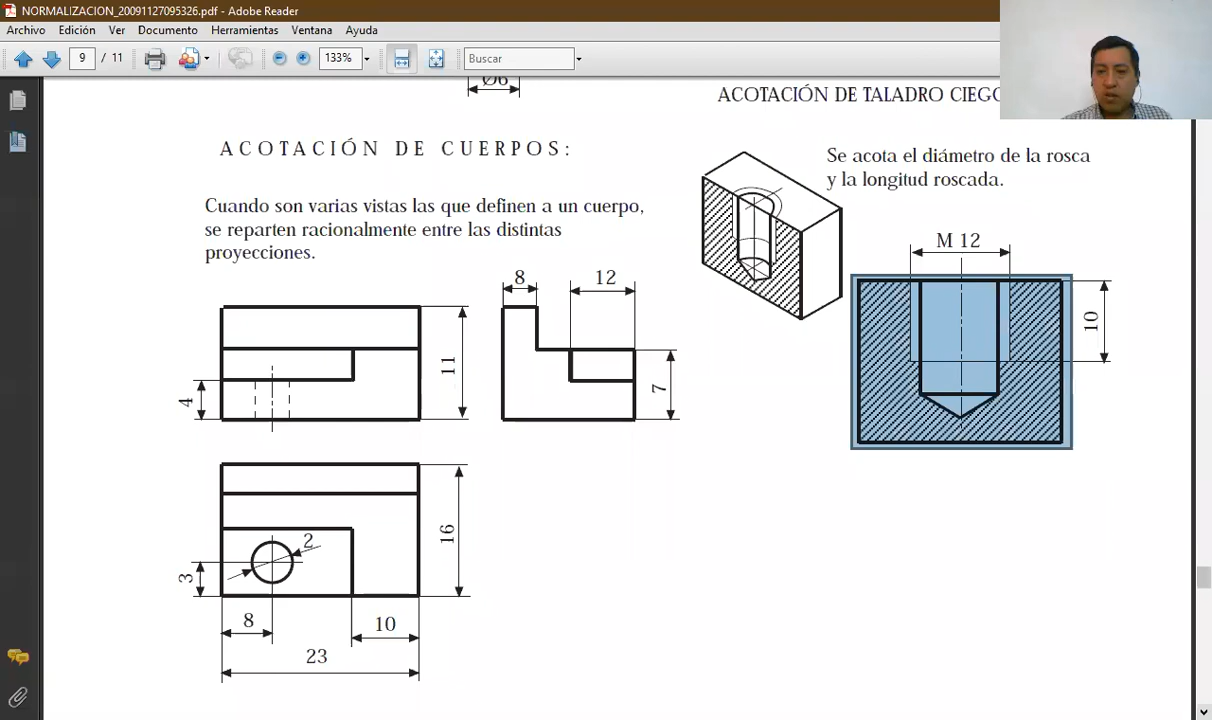 NORMALIZACION_20091127095326.pdf - Adobe Reader
Archivo Edición Ver Documento Herramientas Ventana Ayuda
9 / 11 133% Buscar
Ø6
ACOTACIÓN DE TALADRO CIEGO
ACOTACIÓN DE CUERPOS:
Cuando son varias vistas las que definen a un cuerpo,
se reparten racionalmente entre las distintas
proyecciones.
Se acota el diámetro de la rosca
y la longitud roscada.
M 12
10
8
12
11
4
7
16
2
3
8
10
23